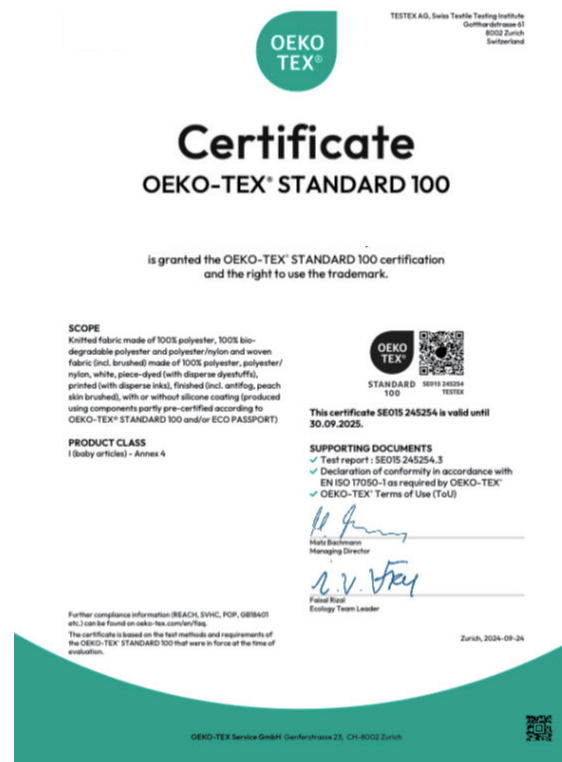 TESTEX AG, Swiss Textile Testing Institute
Gotthardstrasse 61
8002 Zurich
Switzerland
OEKO
TEX®
Certificate
OEKO-TEX® STANDARD 100
is granted the OEKO-TEX® STANDARD 100 certification
and the right to use the trademark.
SCOPE
Knitted fabric made of 100% polyester, 100% bio-
degradable polyester and polyester/nylon and woven
fabric (incl. brushed) made of 100% polyester, polyester/
nylon, white, piece-dyed (with disperse dyestuffs),
printed (with disperse inks), finished (incl. antifog, peach
skin brushed), with or without silicone coating (produced
using components partly pre-certified according to
OEKO-TEX® STANDARD 100 and/or ECO PASSPORT)
PRODUCT CLASS
I (baby articles) - Annex 4
OEKO
TEX®
STANDARD
100
SE015 245254
TESTEX
This certificate SE015 245254 is valid until
30.09.2025.
SUPPORTING DOCUMENTS
✓ Test report : SE015 245254.3
✓ Declaration of conformity in accordance with
EN ISO 17050-1 as required by OEKO-TEX®
✓ OEKO-TEX® Terms of Use (ToU)
Matz Bachmann
Managing Director
Faisal Rizal
Ecology Team Leader
Further compliance information (REACH, SVHC, POP, GB18401
etc.) can be found on oeko-tex.com/en/faq.
The certificate is based on the test methods and requirements of
the OEKO-TEX® STANDARD 100 that were in force at the time of
evaluation.
Zurich, 2024-09-24
OEKO-TEX Service GmbH Genferstrasse 23, CH-8002 Zurich